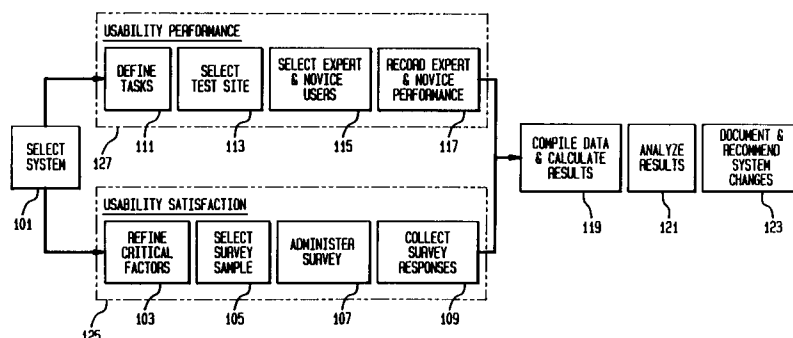 USABILITY PERFORMANCE
DEFINE
TASKS
SELECT
TEST SITE
SELECT EXPERT
& NOVICE
USERS
RECORD EXPERT
& NOVICE
PERFORMANCE
127
111
113
115
117
SELECT
SYSTEM
101
COMPILE DATA
& CALCULATE
RESULTS
ANALYZE
RESULTS
DOCUMENT &
RECOMMEND
SYSTEM
CHANGES
119
121
123
USABILITY SATISFACTION
REFINE
CRITICAL
FACTORS
SELECT
SURVEY
SAMPLE
ADMINISTER
SURVEY
COLLECT
SURVEY
RESPONSES
125
103
105
107
109